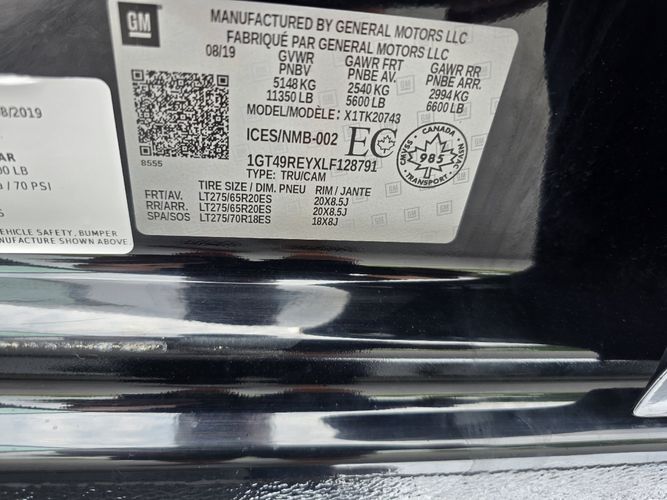 GM
MANUFACTURED BY GENERAL MOTORS LLC
FABRIQUÉ PAR GENERAL MOTORS LLC
08/19
GVWR GAWR FRT GAWR RR
PNBV PNBE AV. PNBE ARR.
5148 KG 2540 KG 2994 KG
11350 LB 5600 LB 6600 LB
MODEL/MODÈLE: X1TK20743
ICES/NMB-002
EC
CANADA
985
TRANSPORT
8555
1GT49REYXLF128791
TYPE: TRU/CAM
TIRE SIZE / DIM. PNEU RIM / JANTE
FRT/AV. LT275/65R20ES 20X8.5J
RR/ARR. LT275/65R20ES 20X8.5J
SPA/SOS LT275/70R18ES 18X8J
8/2019
AR
00 LB
/ 70 PSI
S
EHICLE SAFETY, BUMPER
NUFACTURE SHOWN ABOVE